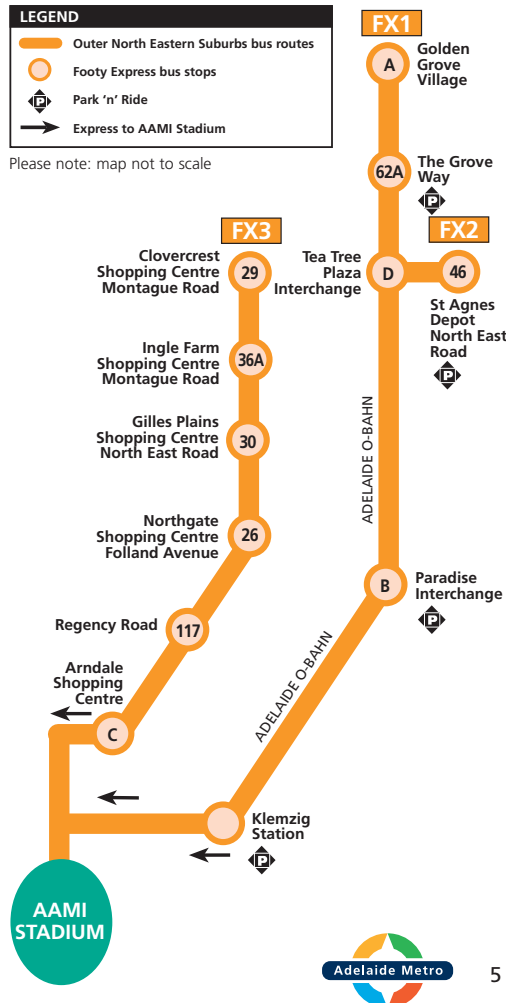 LEGEND
Outer North Eastern Suburbs bus routes
Footy Express bus stops
P
Park 'n' Ride
Express to AAMI Stadium
Please note: map not to scale
FX1
A
Golden
Grove
Village
62A
The Grove
Way
P
FX2
Tea Tree
Plaza
Interchange
D
46
St Agnes
Depot
North East
Road
P
ADELAIDE O-BAHN
B
Paradise
Interchange
P
ADELAIDE O-BAHN
Klemzig
Station
P
FX3
Clovercrest
Shopping Centre
Montague Road
29
Ingle Farm
Shopping Centre
Montague Road
36A
Gilles Plains
Shopping Centre
North East Road
30
Northgate
Shopping Centre
Folland Avenue
26
Regency Road
117
Arndale
Shopping
Centre
C
AAMI
STADIUM
Adelaide Metro
5